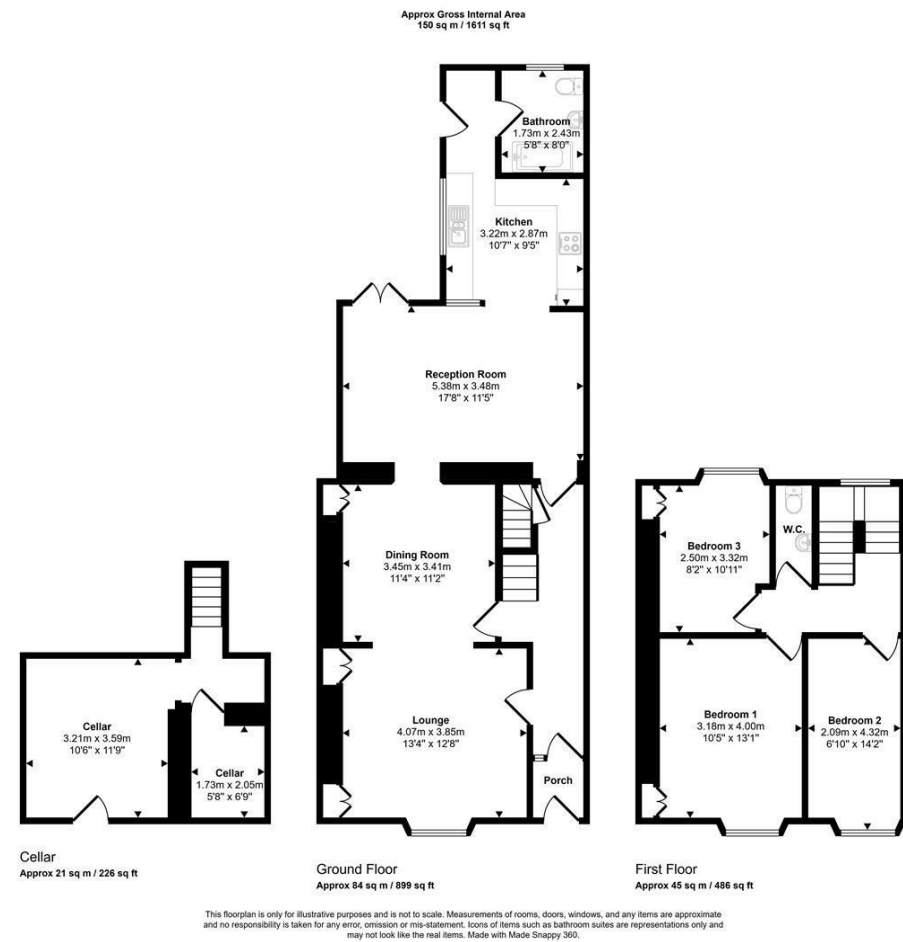 Approx Gross Internal Area
150 sq m / 1611 sq ft
Bathroom
1.73m x 2.43m
5'8" x 8'0"
Kitchen
3.22m x 2.87m
10'7" x 9'5"
Reception Room
5.38m x 3.48m
17'8" x 11'5"
Dining Room
3.45m x 3.41m
11'4" x 11'2"
Lounge
4.07m x 3.85m
13'4" x 12'8"
Porch
W.C.
Bedroom 3
2.50m x 3.32m
8'2" x 10'11"
Bedroom 1
3.18m x 4.00m
10'5" x 13'1"
Bedroom 2
2.09m x 4.32m
6'10" x 14'2"
Cellar
3.21m x 3.59m
10'6" x 11'9"
Cellar
1.73m x 2.05m
5'8" x 6'9"
Cellar
Approx 21 sq m / 226 sq ft
Ground Floor
Approx 84 sq m / 899 sq ft
First Floor
Approx 45 sq m / 486 sq ft
This floorplan is only for illustrative purposes and is not to scale. Measurements of rooms, doors, windows, and any items are approximate
and no responsibility is taken for any error, omission or mis-statement. Icons of items such as bathroom suites are representations only and
may not look like the real items. Made with Made Snappy 360.